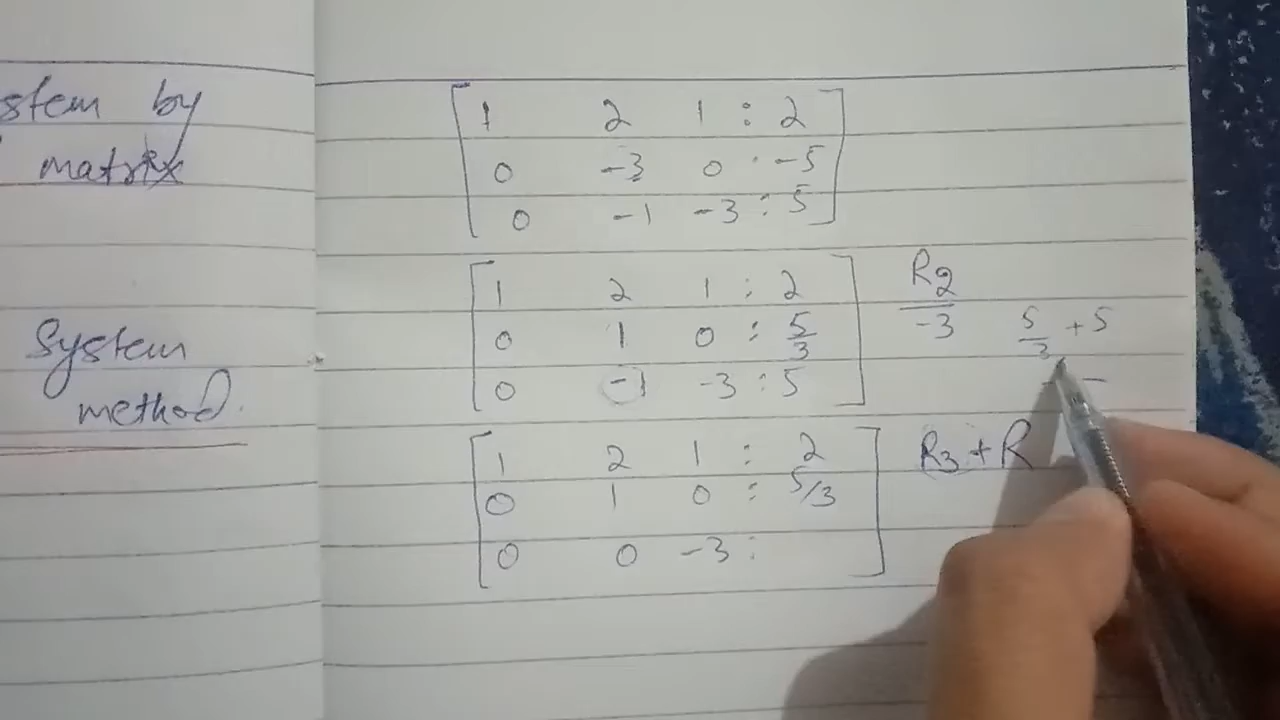 stem by
matrix
System
method.
1 2 1 : 2
0 -3 0 : -5
0 -1 -3 : 5
1 2 1 : 2
0 1 0 : 5/3
0 -1 -3 : 5
R2/-3
5/3 + 5
1 2 1 : 2
0 1 0 : 5/3
0 0 -3 :
R3 + R